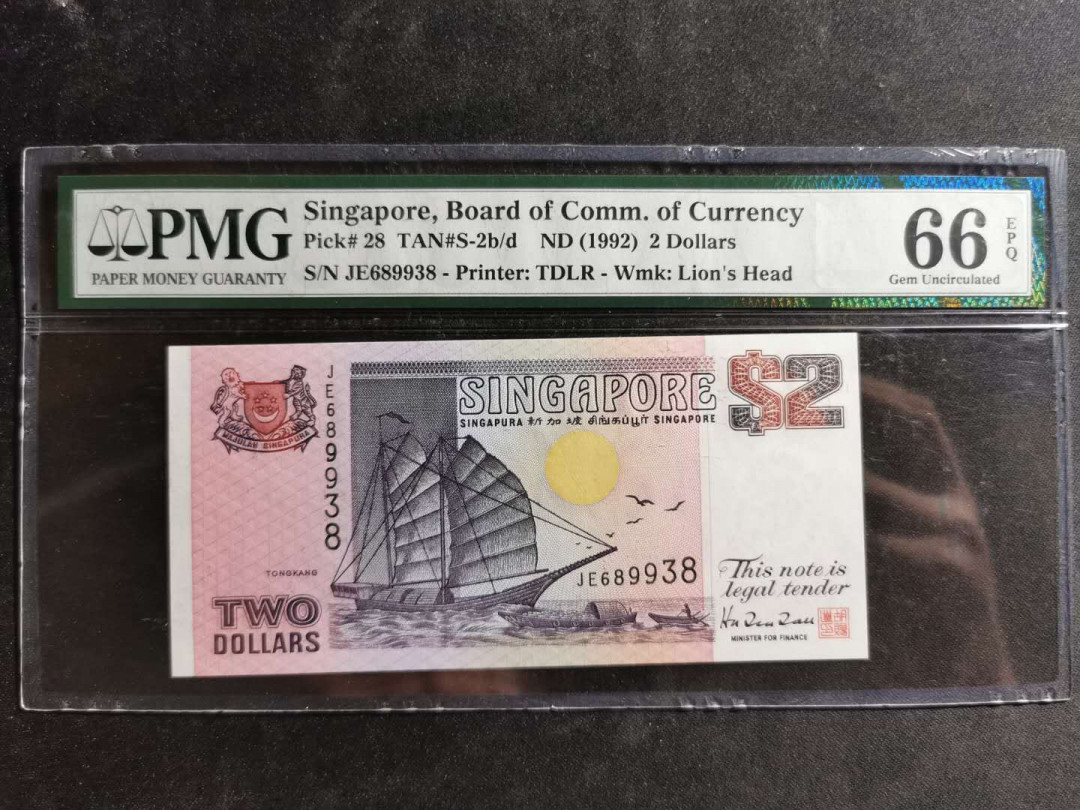 PMG
PAPER MONEY GUARANTY
Singapore, Board of Comm. of Currency
Pick# 28 TAN#S-2b/d ND (1992) 2 Dollars
S/N JE689938 - Printer: TDLR - Wmk: Lion's Head
66
EPQ
Gem Uncirculated
MAJULAH SINGAPURA
JE689938
SINGAPORE
SINGAPURA 新加坡 சிங்கப்பூர் SINGAPORE
$2
TONGKANG
TWO
DOLLARS
JE689938
This note is
legal tender
MINISTER FOR FINANCE